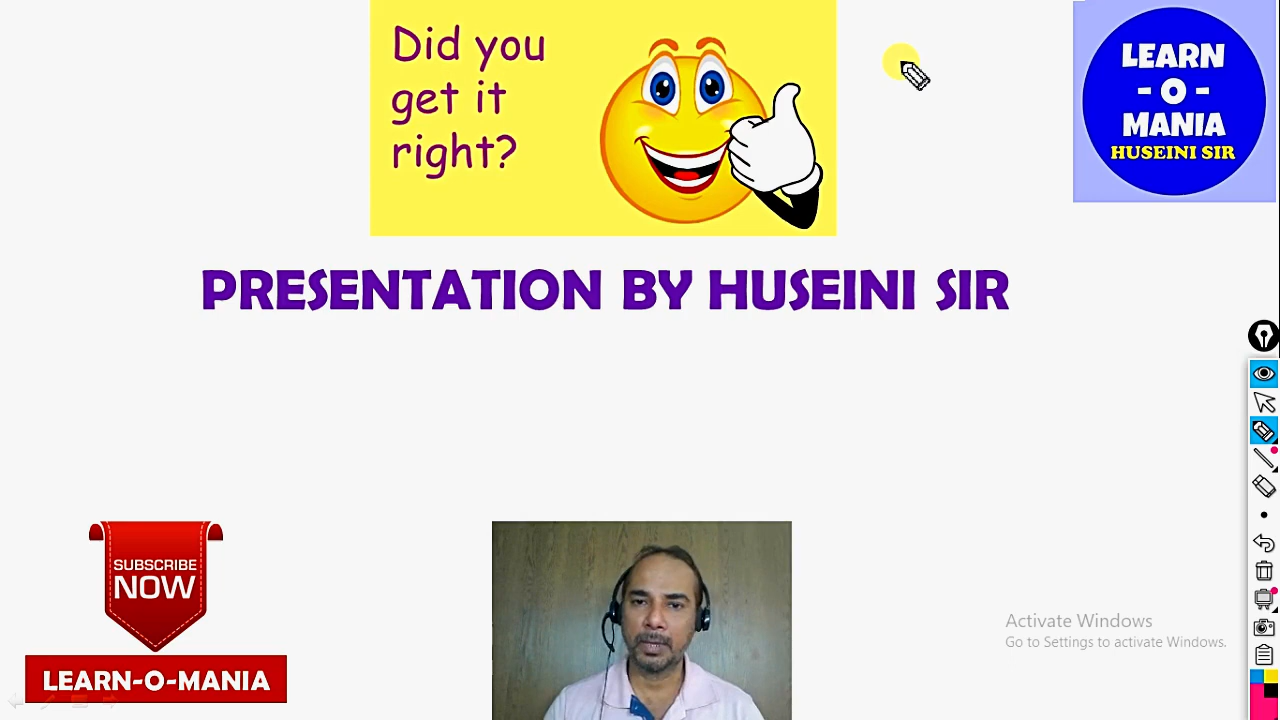 Did you
get it
right?
LEARN
- O -
MANIA
HUSEINI SIR
PRESENTATION BY HUSEINI SIR
SUBSCRIBE
NOW
LEARN-O-MANIA
Activate Windows
Go to Settings to activate Windows.